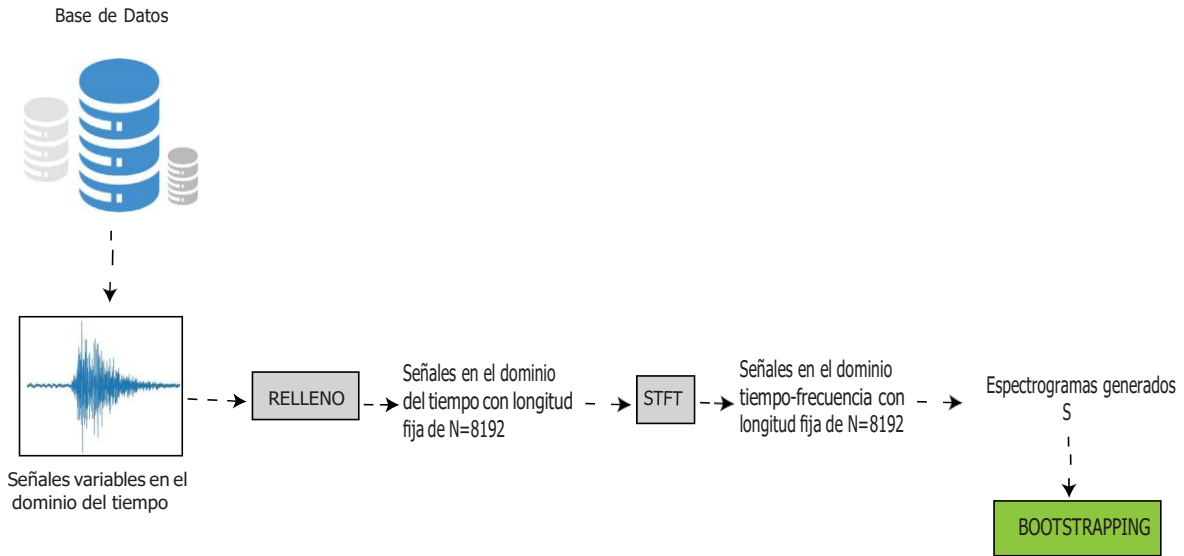 Base de Datos
Señales variables en el
dominio del tiempo
RELLENO
Señales en el dominio
del tiempo con longitud
fija de N=8192
STFT
Señales en el dominio
tiempo-frecuencia con
longitud fija de N=8192
Espectrogramas generados
S
BOOTSTRAPPING